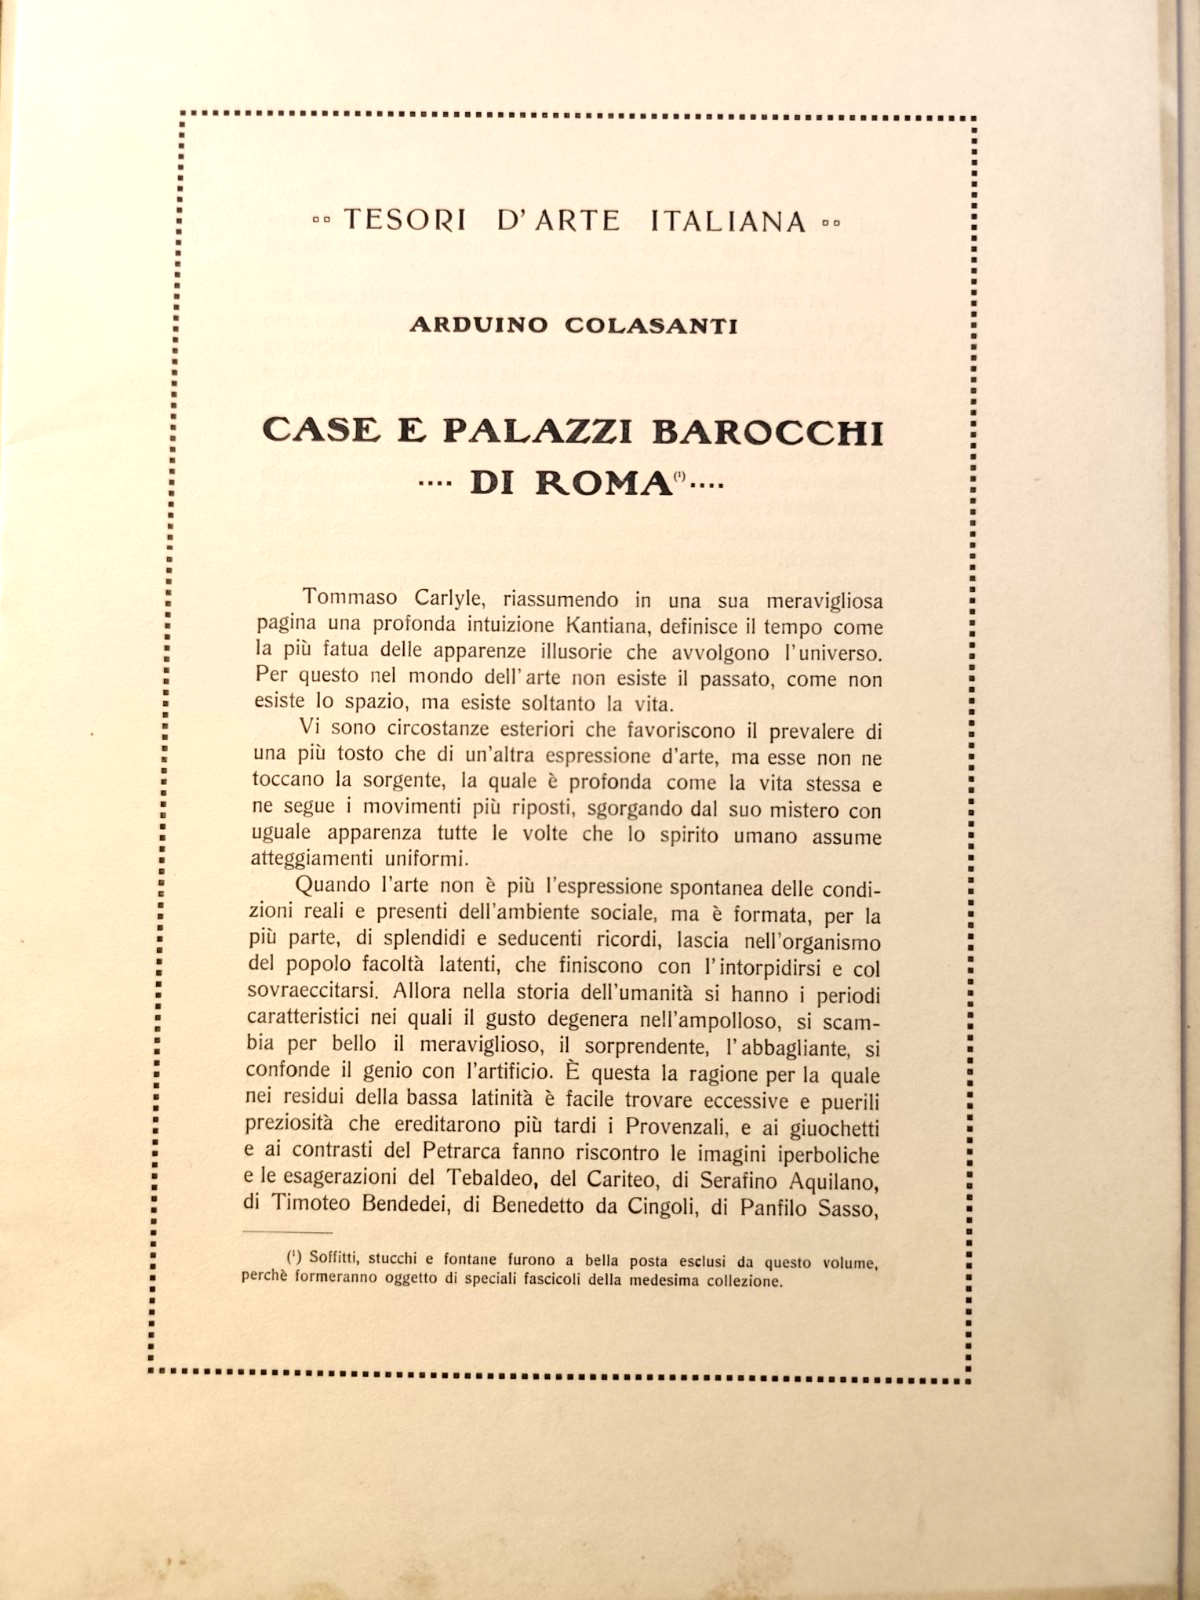 TESORI D'ARTE ITALIANA
ARDUINO COLASANTI
CASE E PALAZZI BAROCCHI
···· DI ROMA(¹)····
Tommaso Carlyle, riassumendo in una sua meravigliosa
pagina una profonda intuizione Kantiana, definisce il tempo come
la più fatua delle apparenze illusorie che avvolgono l'universo.
Per questo nel mondo dell'arte non esiste il passato, come non
esiste lo spazio, ma esiste soltanto la vita.
Vi sono circostanze esteriori che favoriscono il prevalere di
una più tosto che di un'altra espressione d'arte, ma esse non ne
toccano la sorgente, la quale è profonda come la vita stessa e
ne segue i movimenti più riposti, sgorgando dal suo mistero con
uguale apparenza tutte le volte che lo spirito umano assume
atteggiamenti uniformi.
Quando l'arte non è più l'espressione spontanea delle condi-
zioni reali e presenti dell'ambiente sociale, ma è formata, per la
più parte, di splendidi e seducenti ricordi, lascia nell'organismo
del popolo facoltà latenti, che finiscono con l'intorpidirsi e col
sovraeccitarsi. Allora nella storia dell'umanità si hanno i periodi
caratteristici nei quali il gusto degenera nell'ampolloso, si scam-
bia per bello il meraviglioso, il sorprendente, l'abbagliante, si
confonde il genio con l'artificio. È questa la ragione per la quale
nei residui della bassa latinità è facile trovare eccessive e puerili
preziosità che ereditarono più tardi i Provenzali, e ai giuochetti
e ai contrasti del Petrarca fanno riscontro le imagini iperboliche
e le esagerazioni del Tebaldeo, del Cariteo, di Serafino Aquilano,
di Timoteo Bendedei, di Benedetto da Cingoli, di Panfilo Sasso,
(¹) Soffitti, stucchi e fontane furono a bella posta esclusi da questo volume,
perchè formeranno oggetto di speciali fascicoli della medesima collezione.